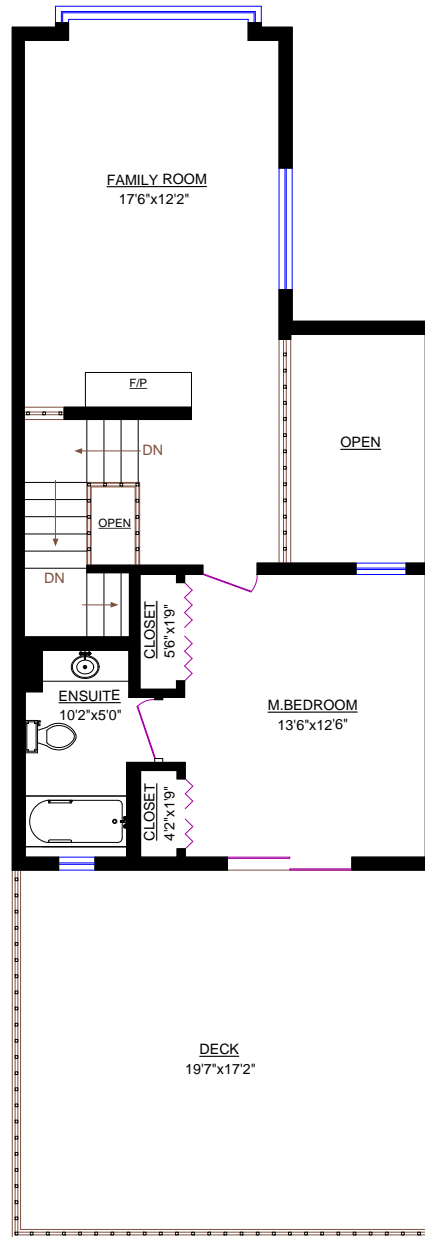 FAMILY ROOM
17'6"x12'2"
F/P
DN
OPEN
OPEN
DN
CLOSET
5'6"x1'9"
ENSUITE
10'2"x5'0"
M.BEDROOM
13'6"x12'6"
CLOSET
4'2"x1'9"
DECK
19'7"x17'2"